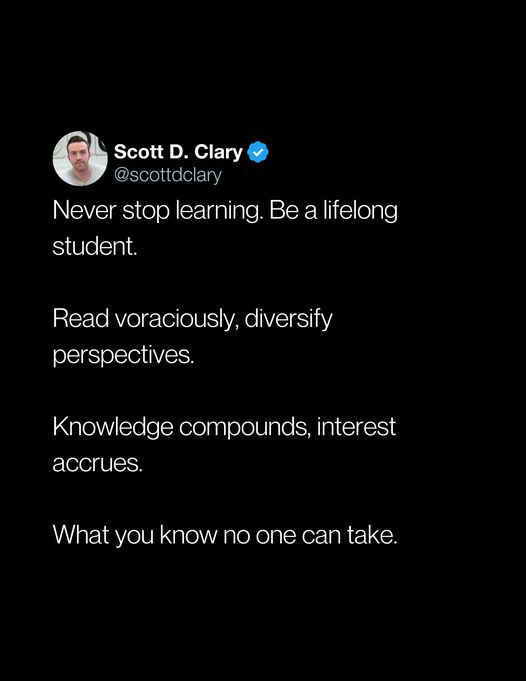 Scott D. Clary
@scottdclary
Never stop learning. Be a lifelong
student.
Read voraciously, diversify
perspectives.
Knowledge compounds, interest
accrues.
What you know no one can take.